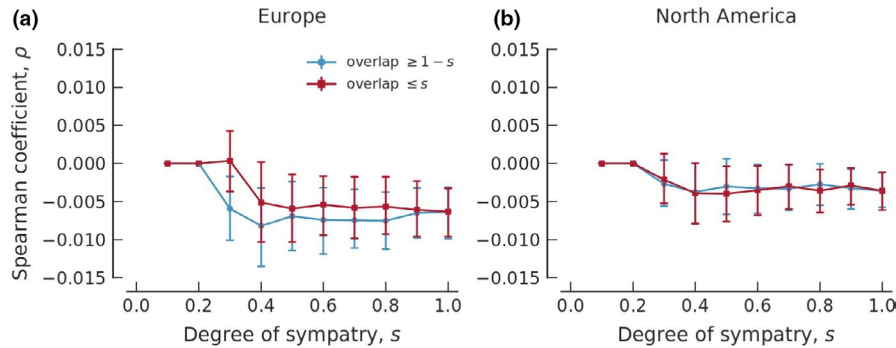 (a)
Europe
0.015
0.010
0.005
0.000
−0.005
−0.010
−0.015
Spearman coefficient, ρ
overlap ≥ 1 − s
overlap ≤ s
0.0 0.2 0.4 0.6 0.8 1.0
Degree of sympatry, s
(b)
North America
0.015
0.010
0.005
0.000
−0.005
−0.010
−0.015
0.0 0.2 0.4 0.6 0.8 1.0
Degree of sympatry, s